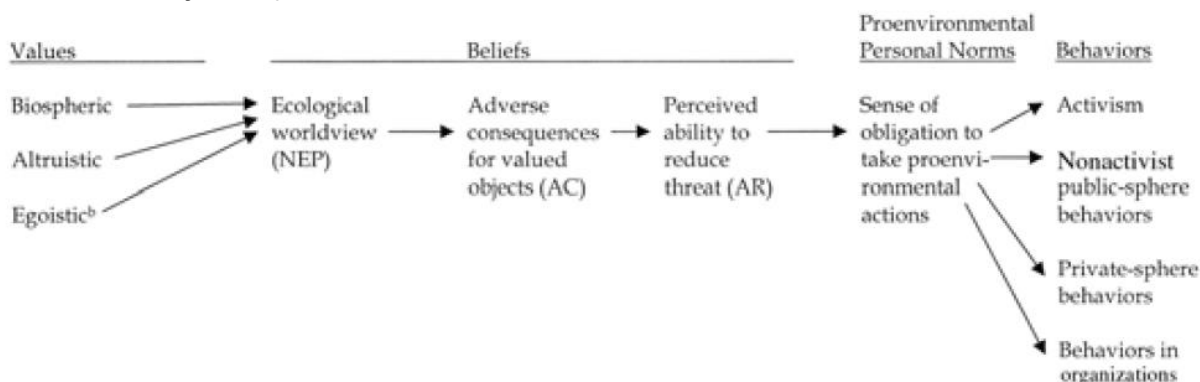 Values
Biospheric
Altruistic
Egoisticᵇ
Beliefs
Ecological
worldview
(NEP)
Adverse
consequences
for valued
objects (AC)
Perceived
ability to
reduce
threat (AR)
Proenvironmental
Personal Norms
Sense of
obligation to
take proenvi-
ronmental
actions
Behaviors
Activism
Nonactivist
public-sphere
behaviors
Private-sphere
behaviors
Behaviors in
organizations